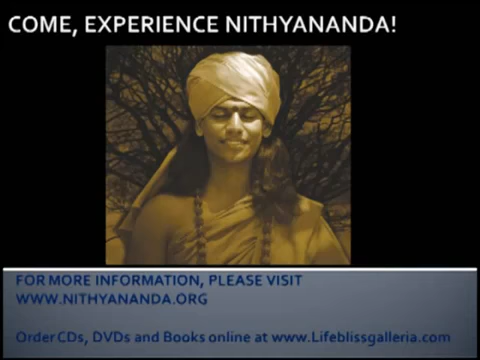 COME, EXPERIENCE NITHYANANDA!
FOR MORE INFORMATION, PLEASE VISIT
WWW.NITHYANANDA.ORG
Order CDs, DVDs and Books online at www.Lifeblissgalleria.com